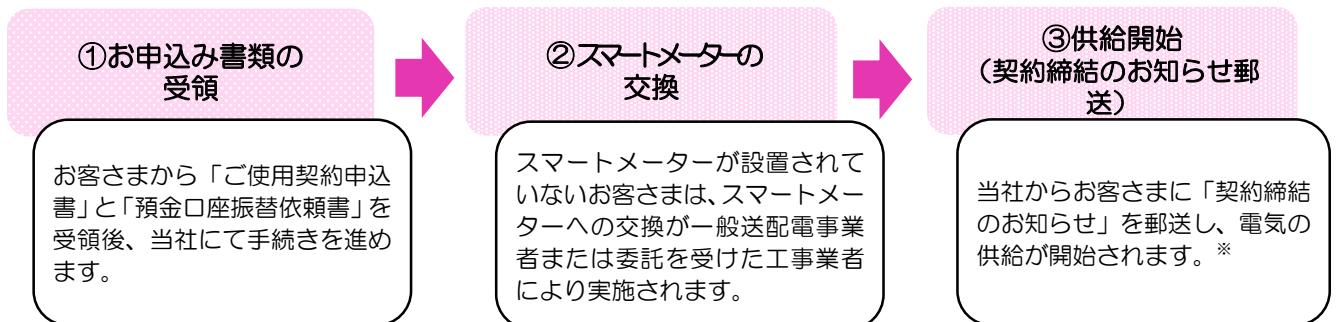 ①お申込み書類の
受領
お客さまから「ご使用契約申込
書」と「預金口座振替依頼書」を
受領後、当社にて手続きを進め
ます。
②スマートメーターの
交換
スマートメーターが設置されて
いないお客さまは、スマートメー
ターへの交換が一般送配電事業
者または委託を受けた工事業者
により実施されます。
③供給開始
（契約締結のお知らせ郵
送）
当社からお客さまに「契約締結
のお知らせ」を郵送し、電気の
供給が開始されます。※